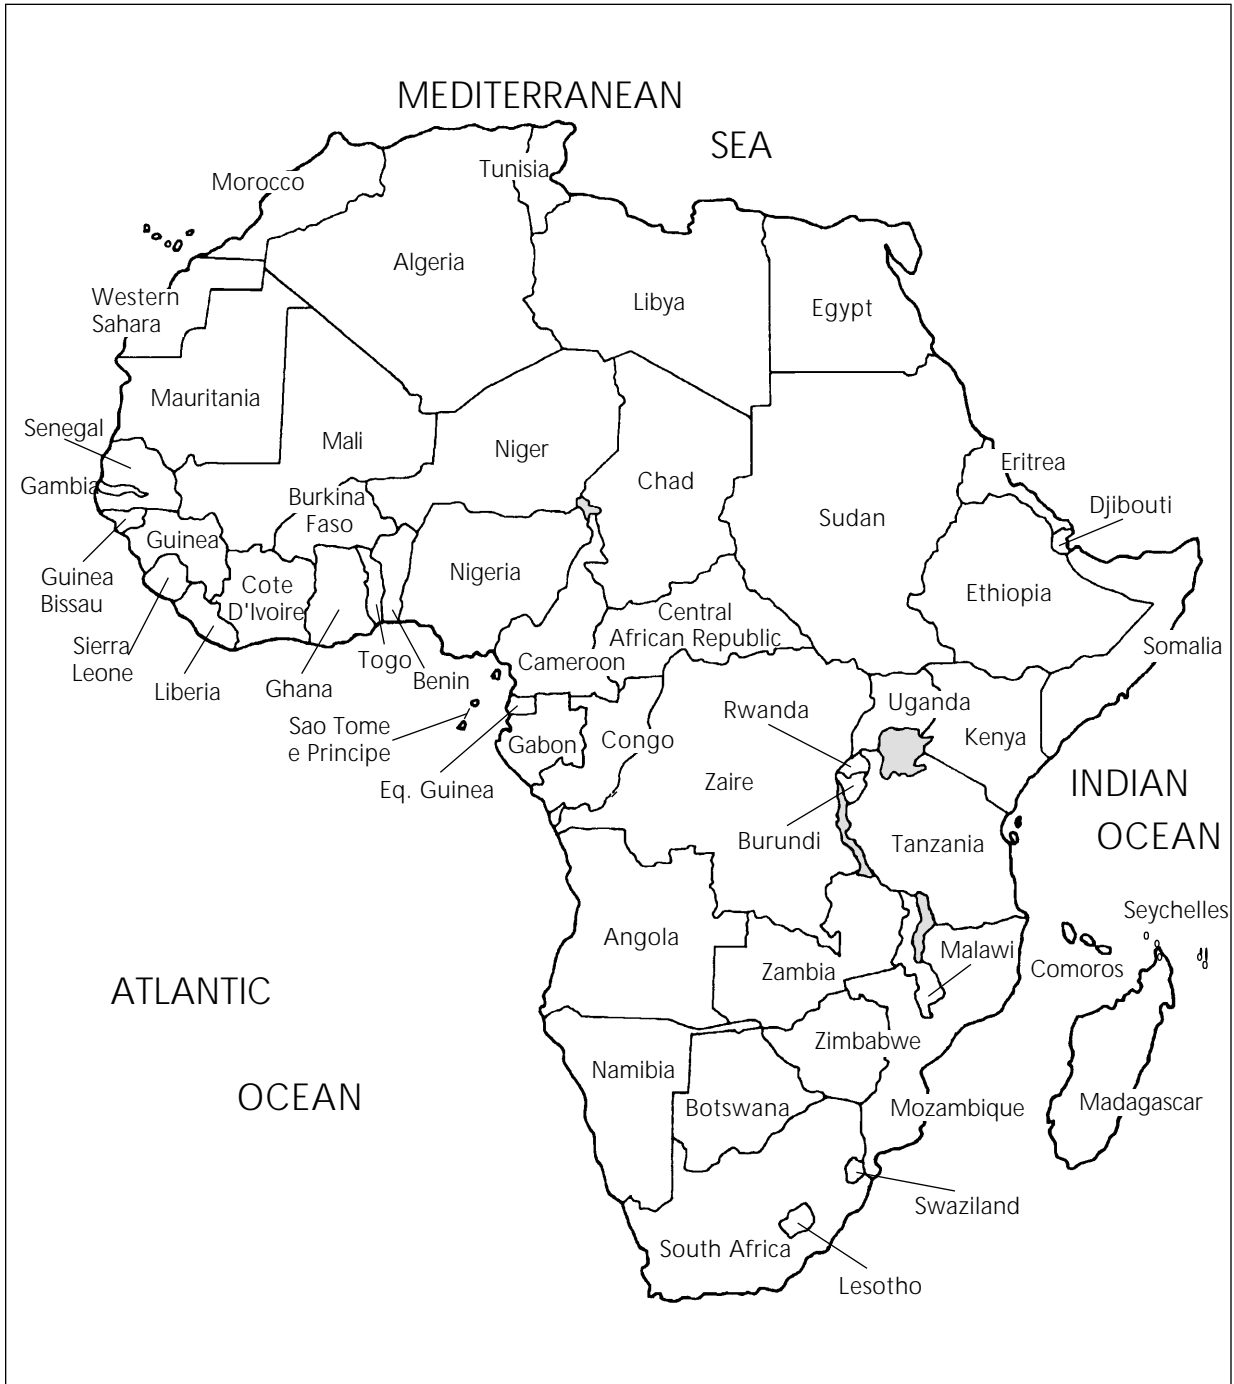 MEDITERRANEAN
SEA
Tunisia
Morocco
Algeria
Western
Sahara
Libya
Egypt
Mauritania
Senegal
Mali
Niger
Chad
Eritrea
Gambia
Burkina
Faso
Sudan
Djibouti
Guinea
Guinea
Bissau
Nigeria
Cote
D'Ivoire
Ethiopia
Central
African Republic
Sierra
Leone
Somalia
Liberia
Ghana
Togo
Benin
Cameroon
Sao Tome
e Principe
Eq. Guinea
Gabon
Congo
Rwanda
Uganda
Kenya
Zaire
INDIAN
OCEAN
Burundi
Tanzania
Seychelles
Angola
Zambia
Malawi
Comoros
ATLANTIC
OCEAN
Zimbabwe
Namibia
Botswana
Mozambique
Madagascar
Swaziland
South Africa
Lesotho